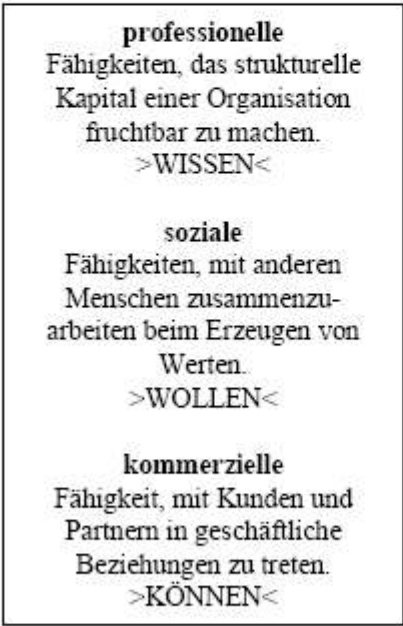 professionelle
Fähigkeiten, das strukturelle
Kapital einer Organisation
fruchtbar zu machen.
>WISSEN<
soziale
Fähigkeiten, mit anderen
Menschen zusammenzu-
arbeiten beim Erzeugen von
Werten.
>WOLLEN<
kommerzielle
Fähigkeit, mit Kunden und
Partnern in geschäftliche
Beziehungen zu treten.
>KÖNNEN<